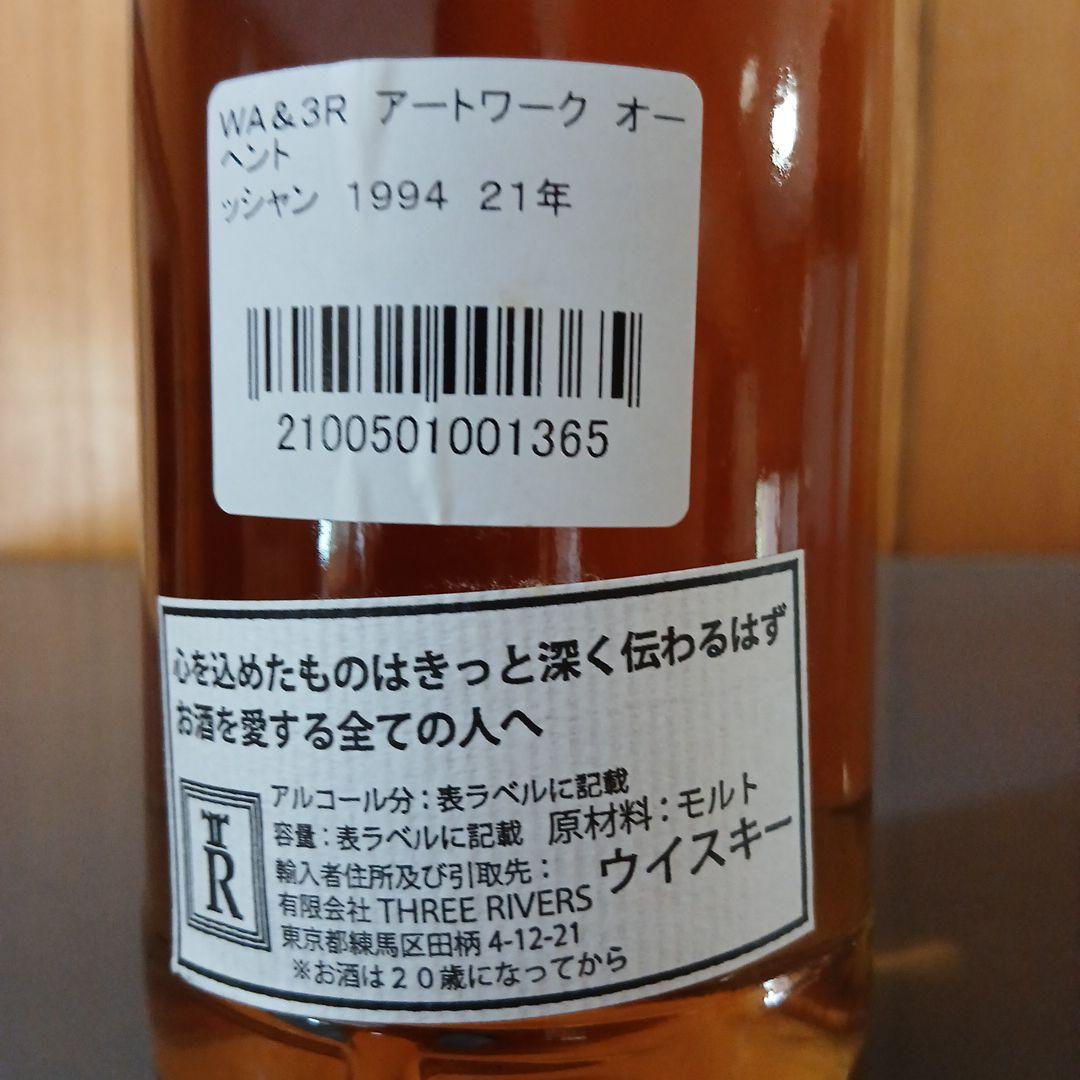 WA&3R アートワーク オー
ヘント
ッシャン 1994 21年
2100501001365
心を込めたものはきっと深く伝わるはず
お酒を愛する全ての人へ
TR
アルコール分:表ラベルに記載
容量:表ラベルに記載 原材料:モルト
ウイスキー
輸入者住所及び引取先:
有限会社 THREE RIVERS
東京都練馬区田柄 4-12-21
※お酒は20歳になってから